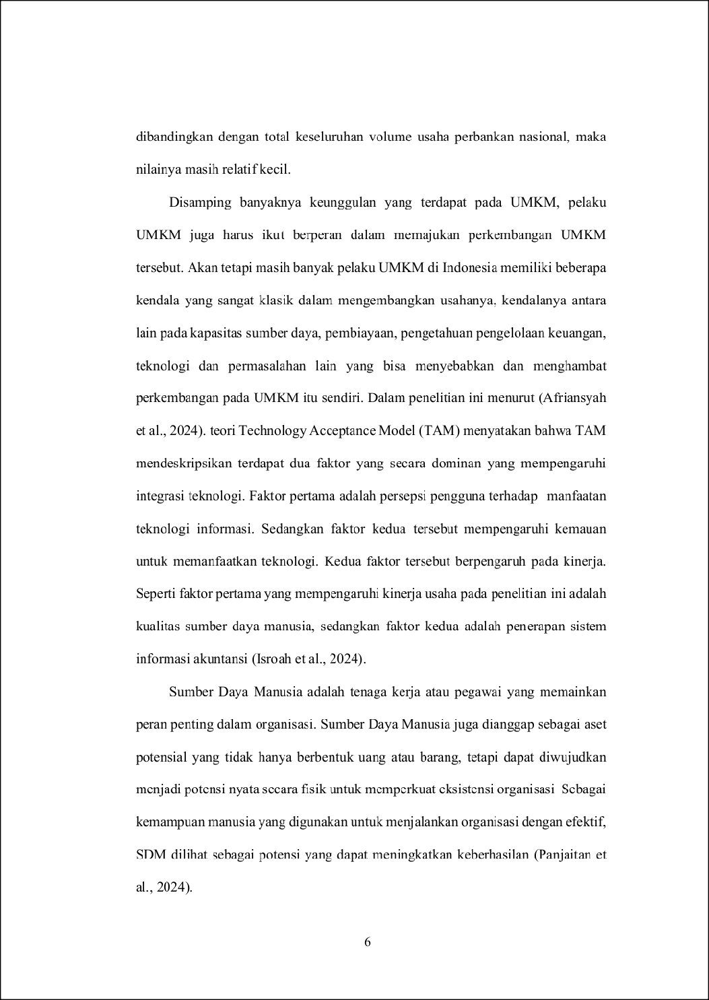 dibandingkan dengan total keseluruhan volume usaha perbankan nasional, maka
nilainya masih relatif kecil.
Disamping banyaknya keunggulan yang terdapat pada UMKM, pelaku
UMKM juga harus ikut berperan dalam memajukan perkembangan UMKM
tersebut. Akan tetapi masih banyak pelaku UMKM di Indonesia memiliki beberapa
kendala yang sangat klasik dalam mengembangkan usahanya, kendalanya antara
lain pada kapasitas sumber daya, pembiayaan, pengetahuan pengelolaan keuangan,
teknologi dan permasalahan lain yang bisa menyebabkan dan menghambat
perkembangan pada UMKM itu sendiri. Dalam penelitian ini menurut (Afriansyah
et al., 2024). teori Technology Acceptance Model (TAM) menyatakan bahwa TAM
mendeskripsikan terdapat dua faktor yang secara dominan yang mempengaruhi
integrasi teknologi. Faktor pertama adalah persepsi pengguna terhadap manfaatan
teknologi informasi. Sedangkan faktor kedua tersebut mempengaruhi kemauan
untuk memanfaatkan teknologi. Kedua faktor tersebut berpengaruh pada kinerja.
Seperti faktor pertama yang mempengaruhi kinerja usaha pada penelitian ini adalah
kualitas sumber daya manusia, sedangkan faktor kedua adalah penerapan sistem
informasi akuntansi (Isroah et al., 2024).
Sumber Daya Manusia adalah tenaga kerja atau pegawai yang memainkan
peran penting dalam organisasi. Sumber Daya Manusia juga dianggap sebagai aset
potensial yang tidak hanya berbentuk uang atau barang, tetapi dapat diwujudkan
menjadi potensi nyata secara fisik untuk memperkuat eksistensi organisasi Sebagai
kemampuan manusia yang digunakan untuk menjalankan organisasi dengan efektif,
SDM dilihat sebagai potensi yang dapat meningkatkan keberhasilan (Panjaitan et
al., 2024).
6